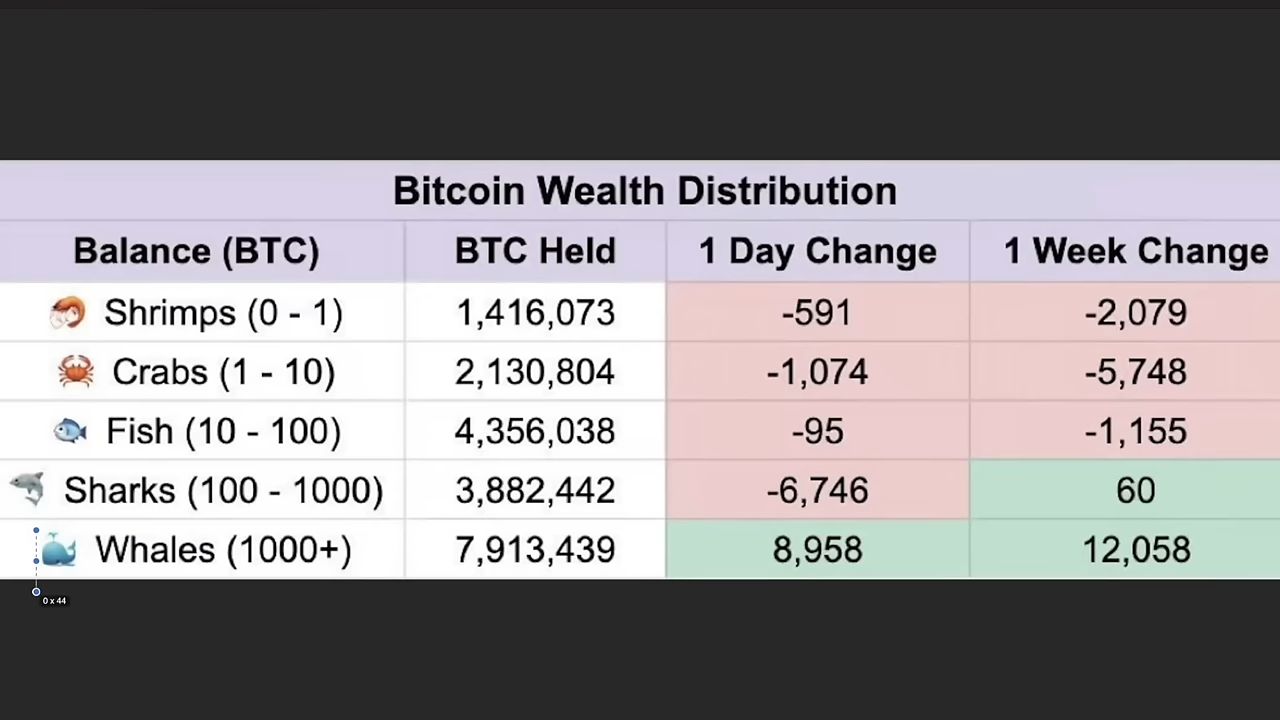 Bitcoin Wealth Distribution
Balance (BTC) BTC Held 1 Day Change 1 Week Change
Shrimps (0 - 1) 1,416,073 -591 -2,079
Crabs (1 - 10) 2,130,804 -1,074 -5,748
Fish (10 - 100) 4,356,038 -95 -1,155
Sharks (100 - 1000) 3,882,442 -6,746 60
Whales (1000+) 7,913,439 8,958 12,058
0 x 44